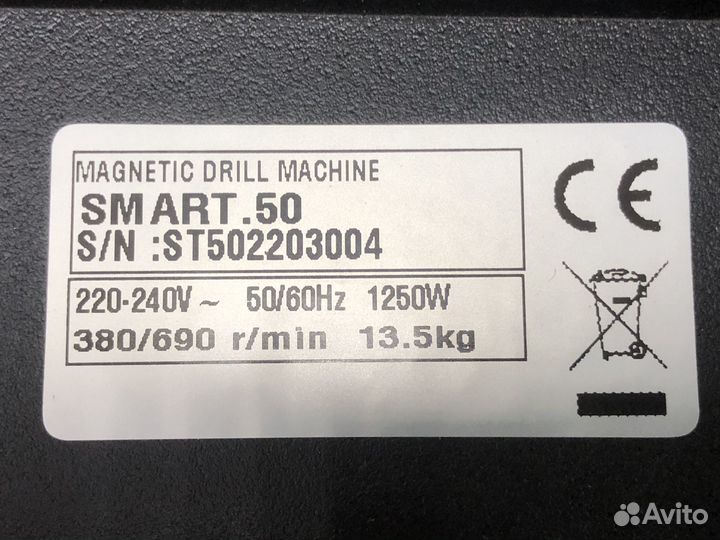 MAGNETIC DRILL MACHINE
SMART.50
S/N :ST502203004
220-240V~ 50/60Hz 1250W
380/690 r/min 13.5kg
CE
Avito